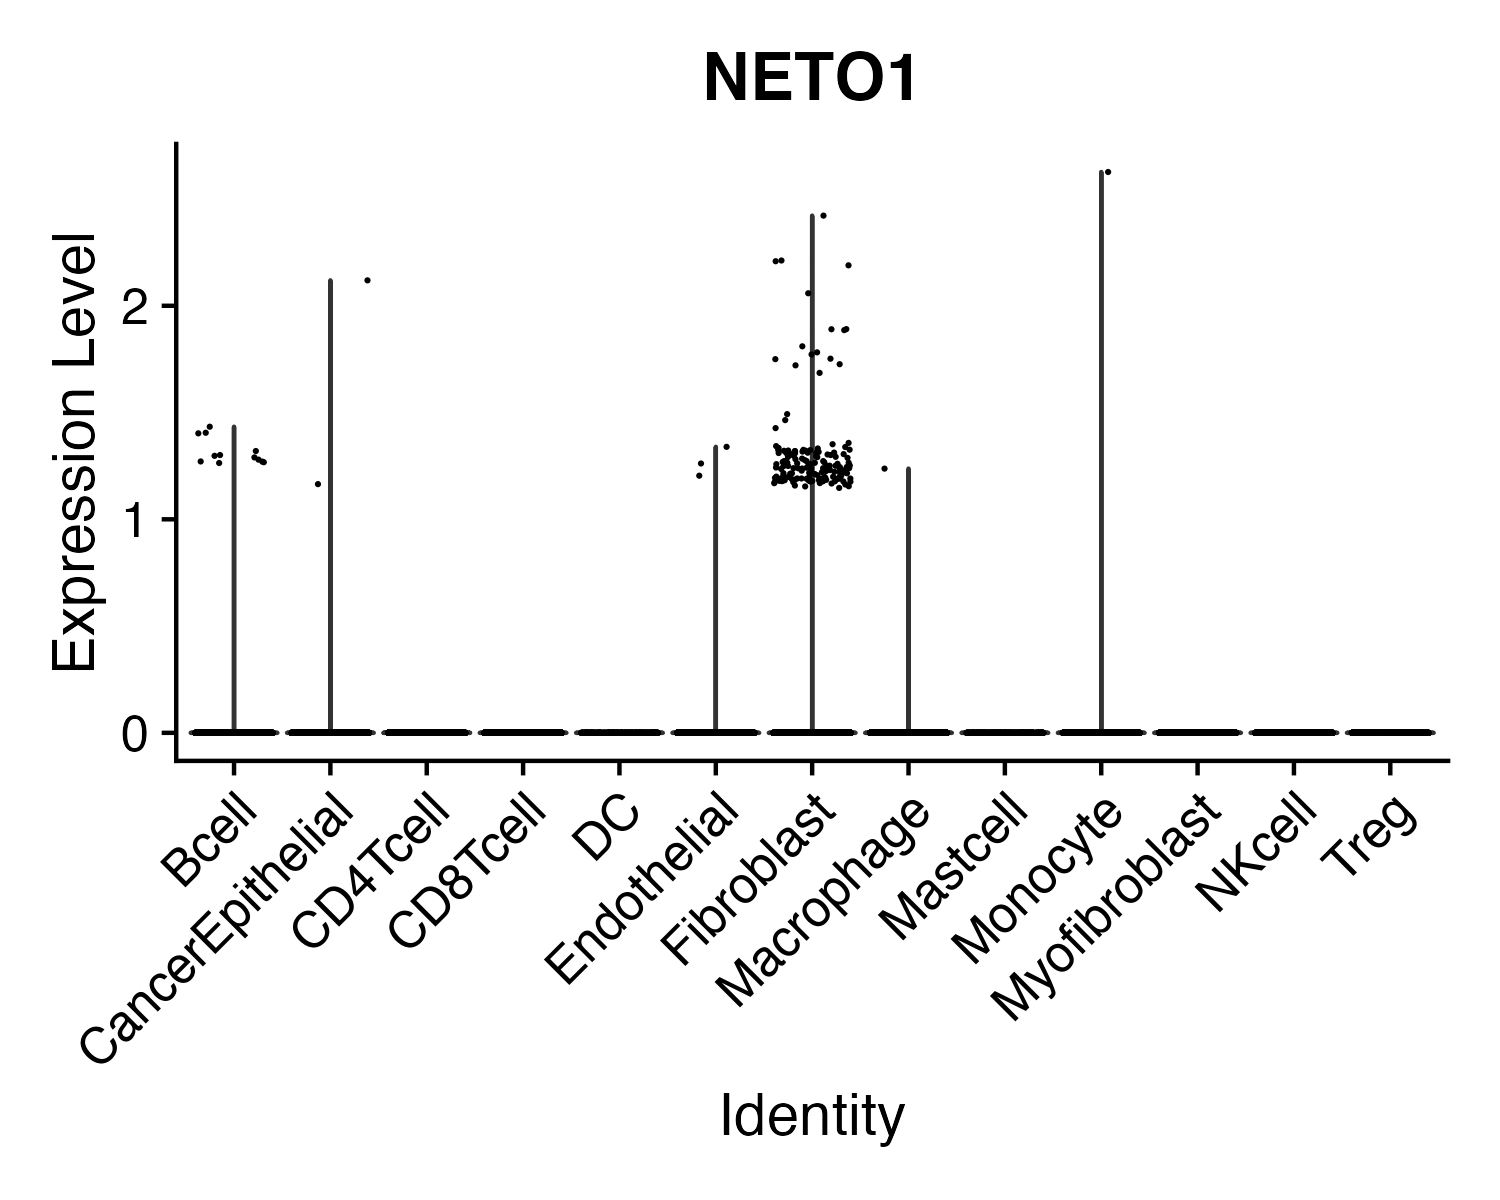 NETO1
Expression Level
2
1
0
Bcell
CancerEpithelial
CD4Tcell
CD8Tcell
DC
Endothelial
Fibroblast
Macrophage
Mastcell
Monocyte
Myofibroblast
NKcell
Treg
Identity